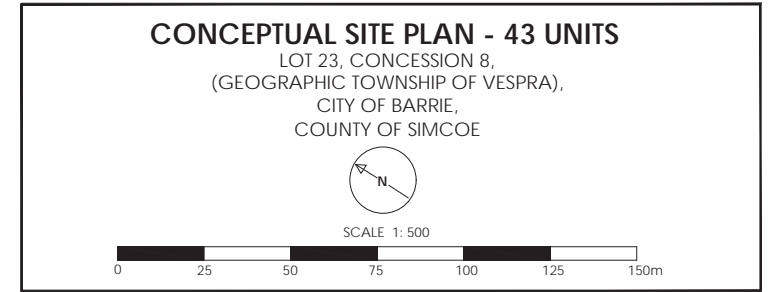 CONCEPTUAL SITE PLAN - 43 UNITS
LOT 23, CONCESSION 8,
(GEOGRAPHIC TOWNSHIP OF VESPRA),
CITY OF BARRIE,
COUNTY OF SIMCOE
N
SCALE 1: 500
0 25 50 75 100 125 150m